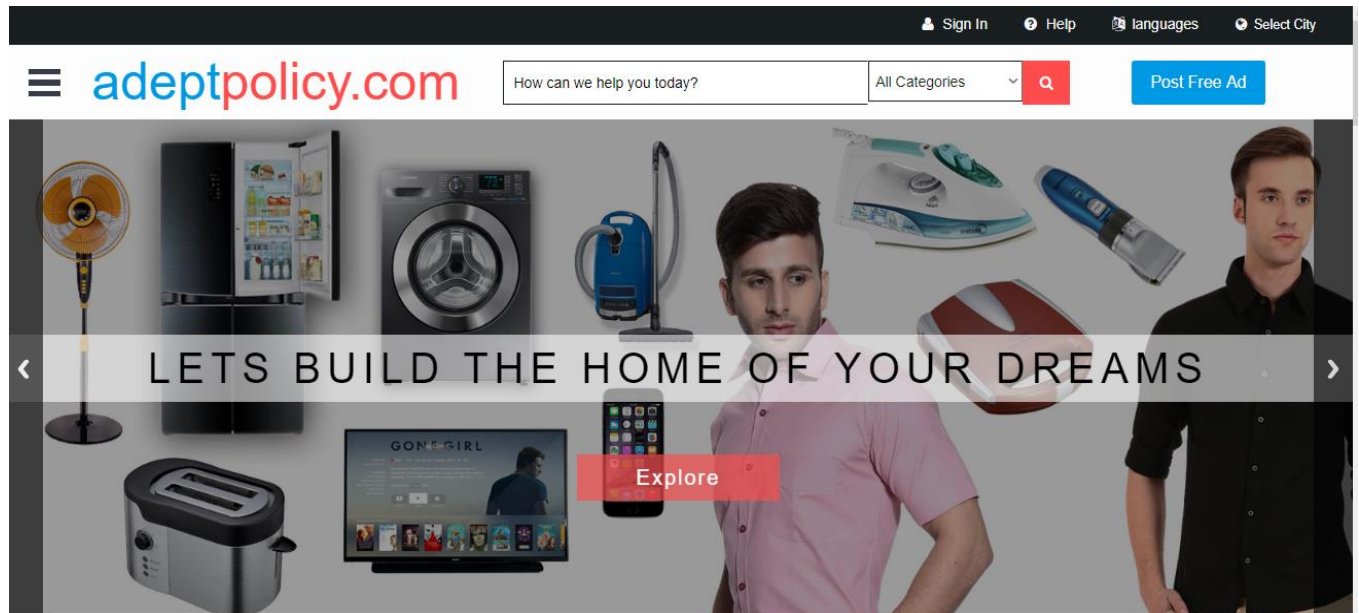 Sign In Help languages Select City
adeptpolicy.com How can we help you today? All Categories Post Free Ad
LETS BUILD THE HOME OF YOUR DREAMS
GONE GIRL
Explore